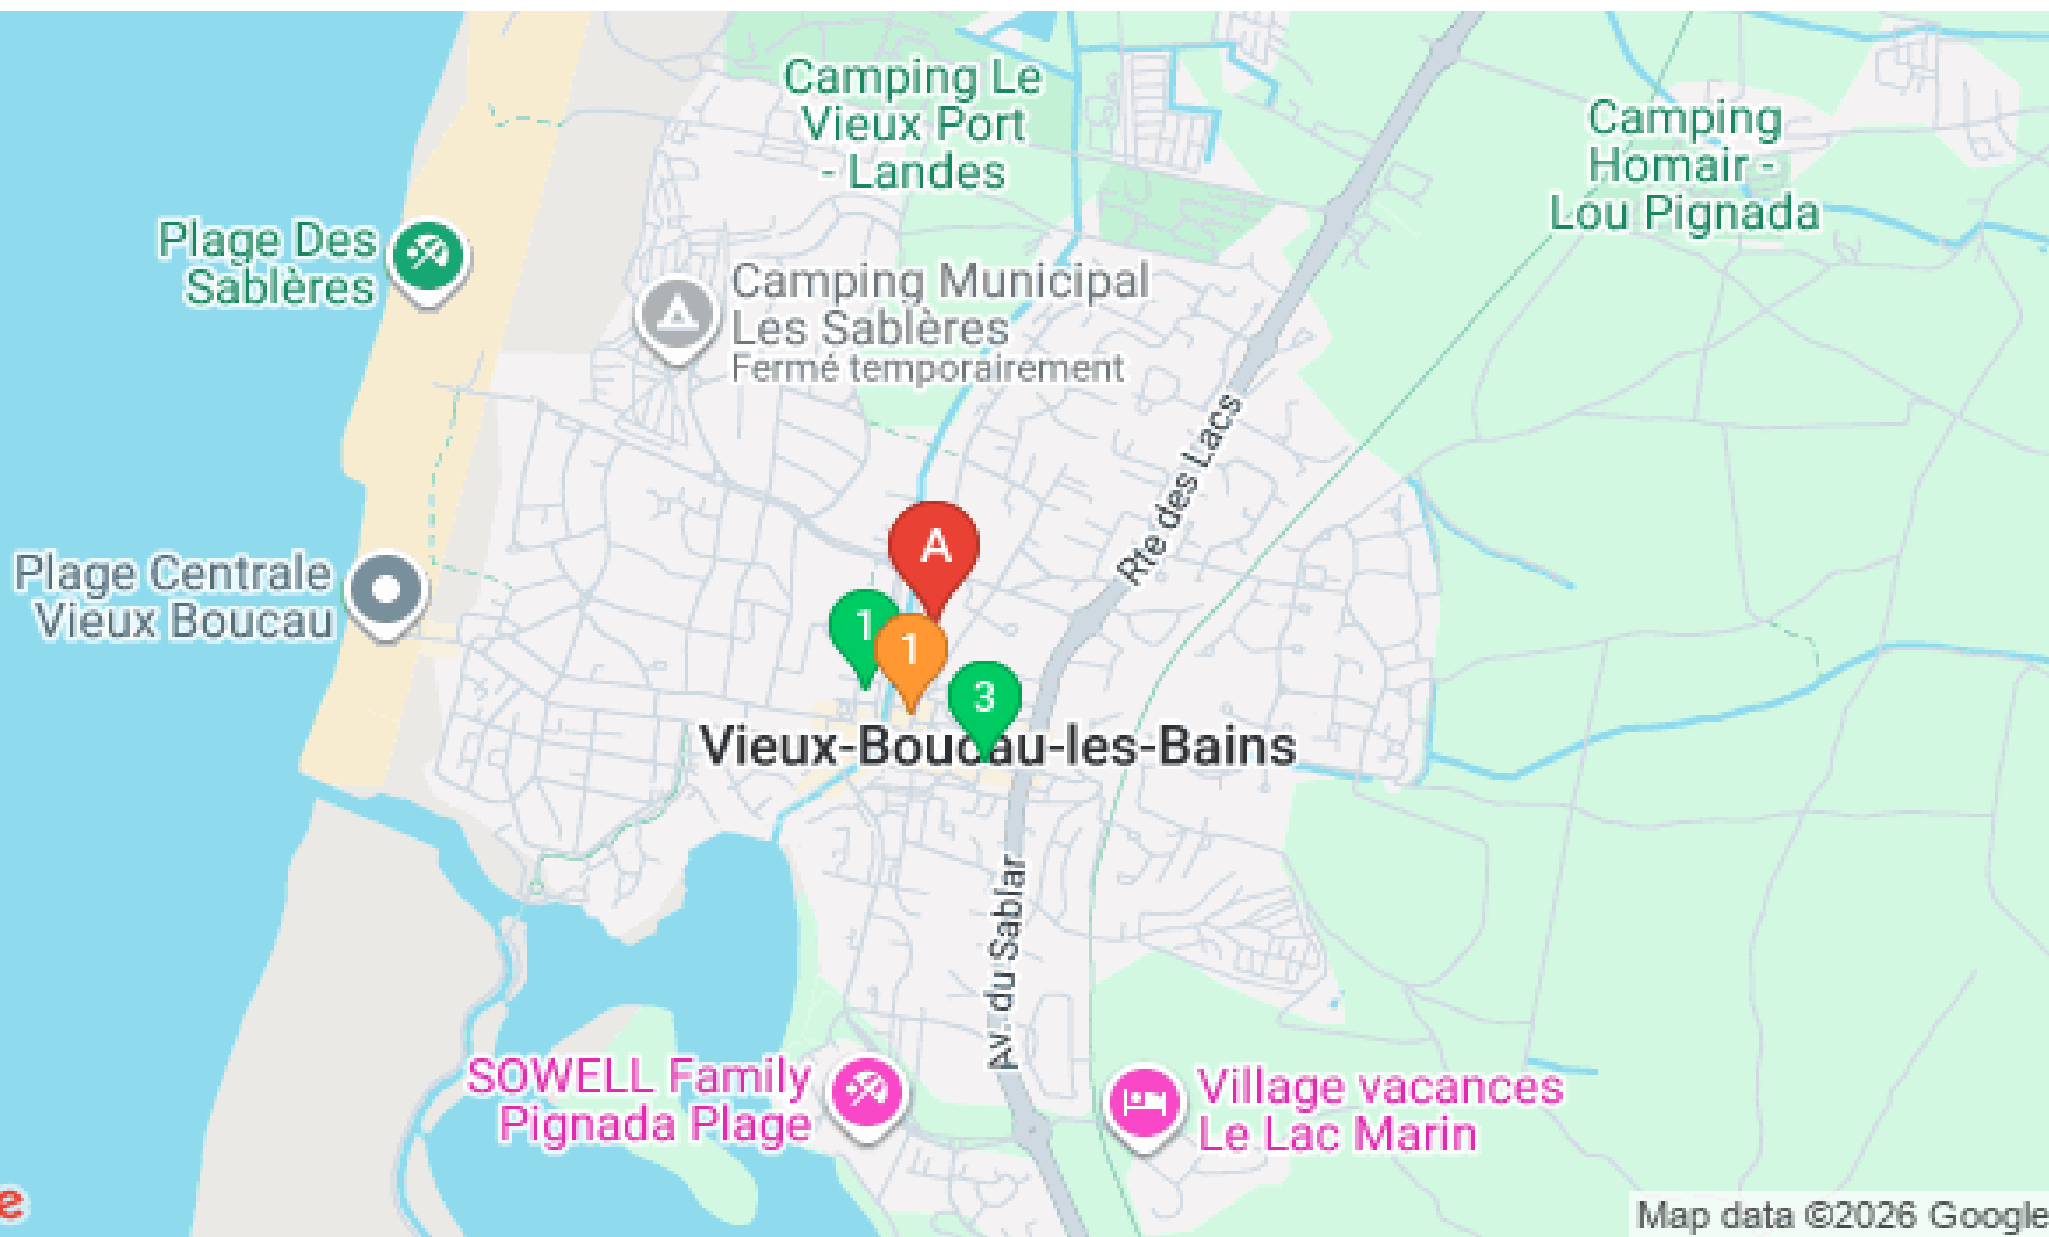 Camping Le
Vieux Port
- Landes
Camping
Homair -
Lou Pignada
Plage Des
Sablères
Camping Municipal
Les Sablères
Fermé temporairement
Rte des Lacs
A
Plage Centrale
Vieux Boucau
1
1
3
Vieux-Boucau-les-Bains
Av. du Sablar
SOWELL Family
Pignada Plage
Village vacances
Le Lac Marin
e
Map data ©2026 Google